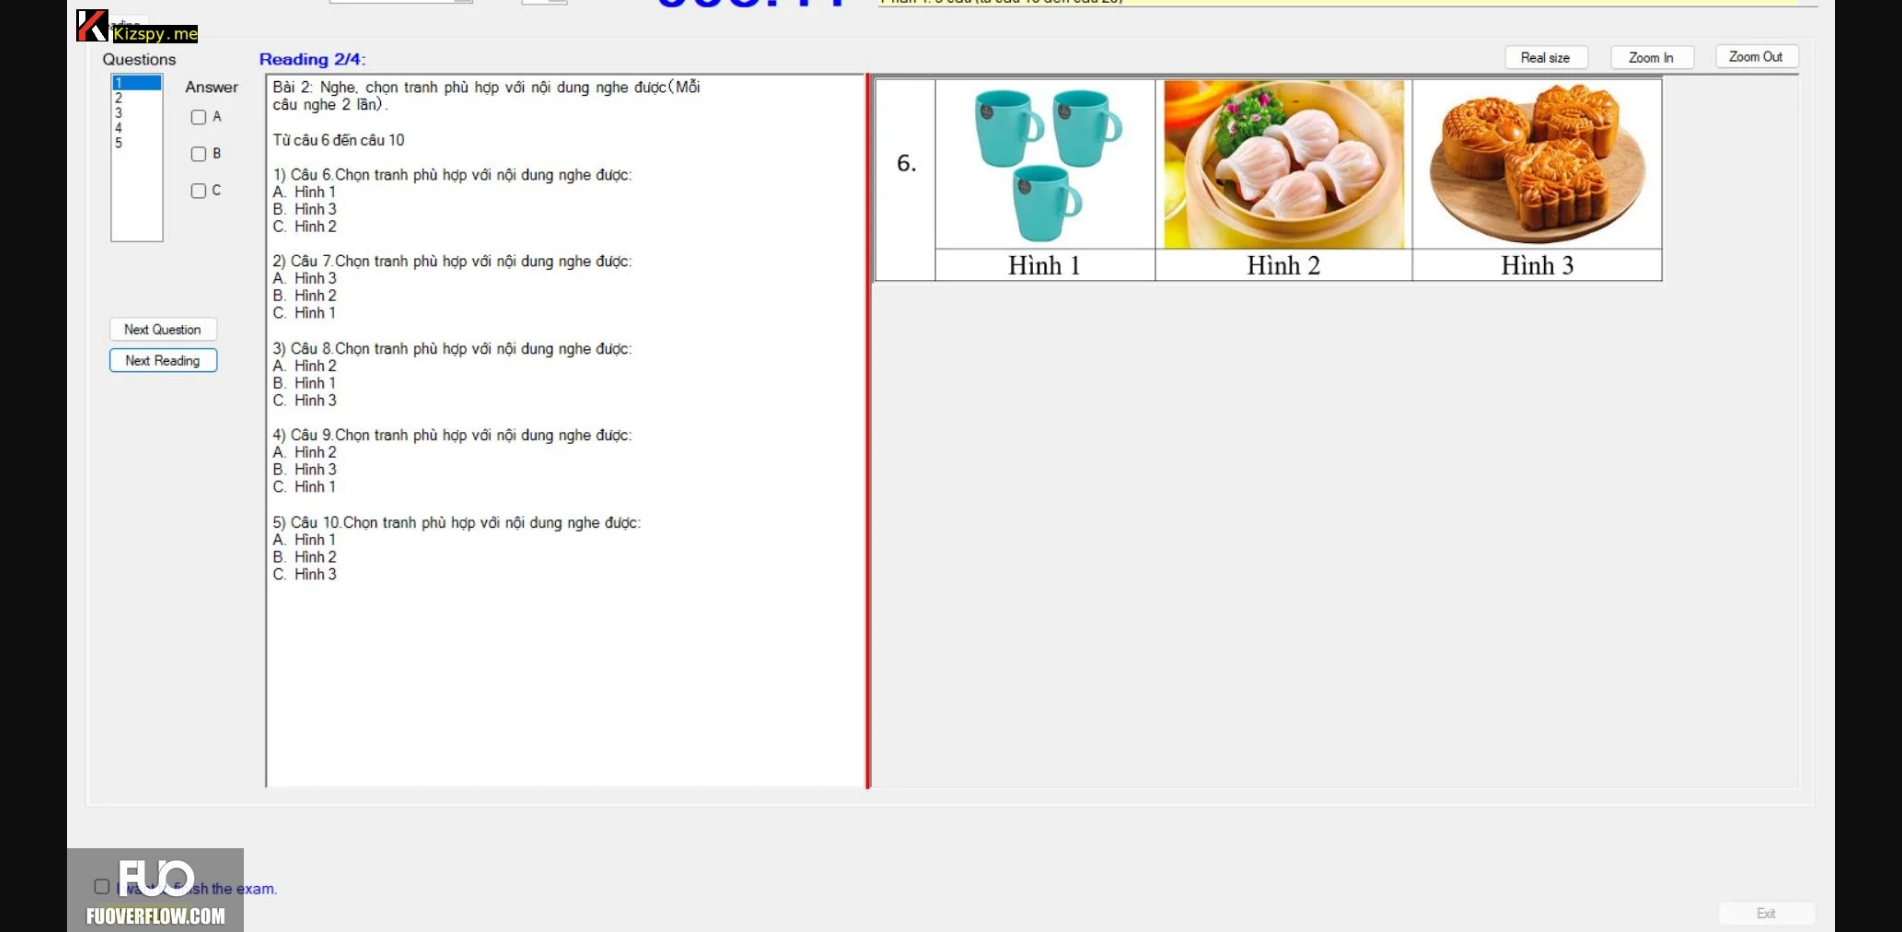 Kizspy.me
Questions
Reading 2/4:
Real size
Zoom In
Zoom Out
1
2
3
4
5
Answer
A
B
C
Next Question
Next Reading
Bài 2: Nghe, chọn tranh phù hợp với nội dung nghe được(Mỗi
câu nghe 2 lần).
Từ câu 6 đến câu 10
1) Câu 6.Chọn tranh phù hợp với nội dung nghe được:
A. Hình 1
B. Hình 3
C. Hình 2
2) Câu 7.Chọn tranh phù hợp với nội dung nghe được:
A. Hình 3
B. Hình 2
C. Hình 1
3) Câu 8.Chọn tranh phù hợp với nội dung nghe được:
A. Hình 2
B. Hình 1
C. Hình 3
4) Câu 9.Chọn tranh phù hợp với nội dung nghe được:
A. Hình 2
B. Hình 3
C. Hình 1
5) Câu 10.Chọn tranh phù hợp với nội dung nghe được:
A. Hình 1
B. Hình 2
C. Hình 3
6.
Hình 1
Hình 2
Hình 3
FUO
I want to finish the exam.
FUOVERFLOW.COM
Exit